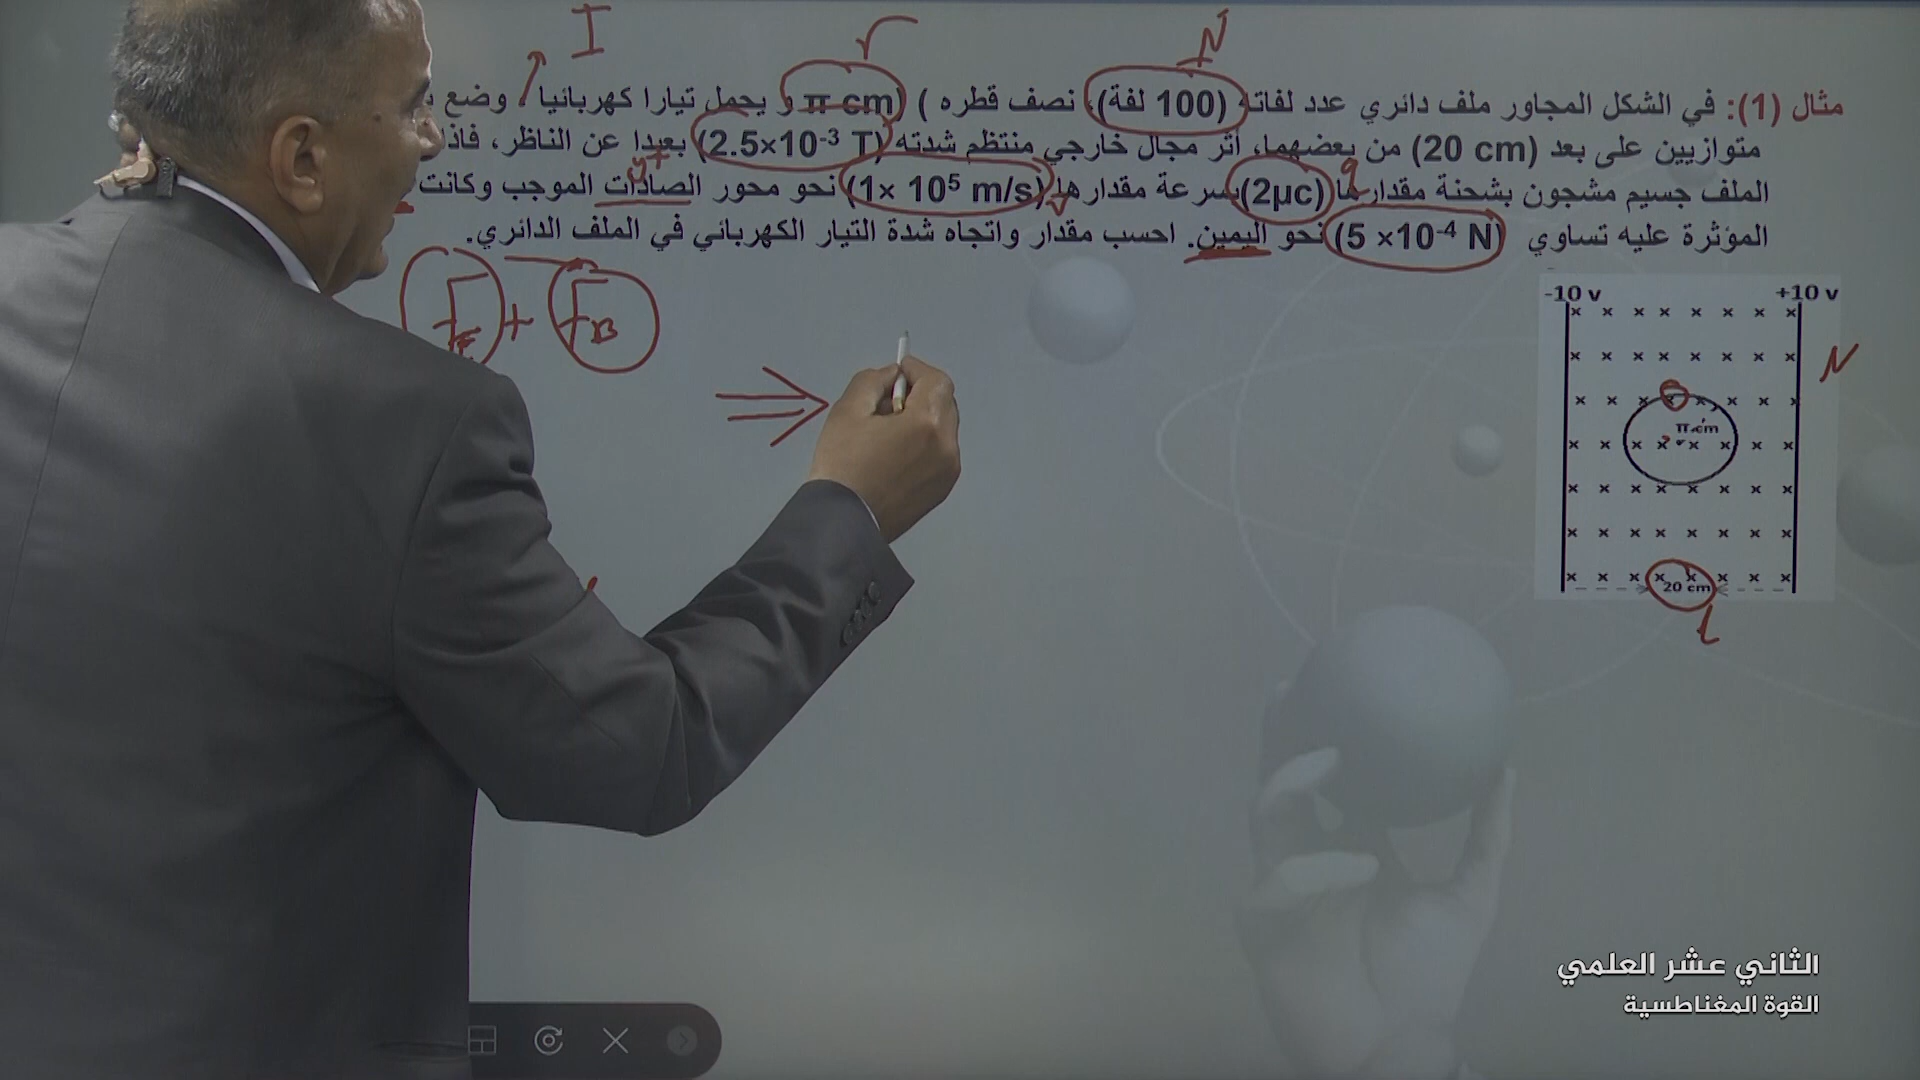 I
r
N
مثال (1): في الشكل المجاور ملف دائري عدد لفاته (100 لفة)، نصف قطره ( π cm) و يحمل تيارا كهربائيا، وضع
متوازيين على بعد (20 cm) من بعضهما، أثر مجال خارجي منتظم شدته (2.5×10⁻³ T) بعيدا عن الناظر،
y+
q
الملف جسيم مشحون بشحنة مقدارها (2μc) بسرعة مقدارها (1× 10⁵ m/s) نحو محور الصادات الموجب وكانت
v
المؤثرة عليه تساوي (5 ×10⁻⁴ N) نحو اليمين. احسب مقدار واتجاه شدة التيار الكهربائي في الملف الدائري.
F + F_B
-10 v +10 v
N
π cm
20 cm
L
الثاني عشر العلمي
القوة المغناطسية